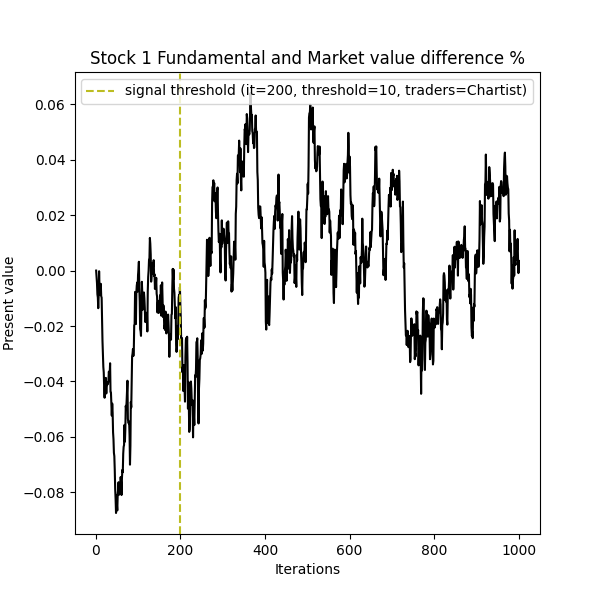 Stock 1 Fundamental and Market value difference %
signal threshold (it=200, threshold=10, traders=Chartist)
0.06
0.04
0.02
0.00
−0.02
−0.04
−0.06
−0.08
Present value
0 200 400 600 800 1000
Iterations